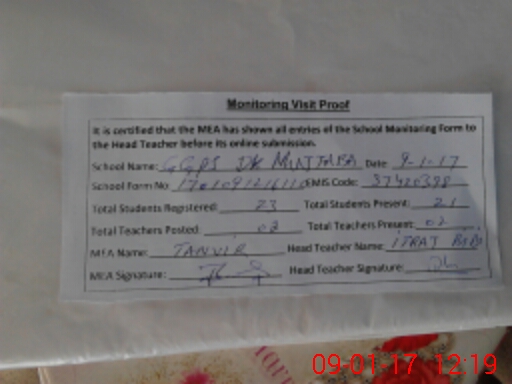 Monitoring Visit Proof
It is certified that the MEA has shown all entries of the School Monitoring Form to
the Head Teacher before its online submission.
School Name: GGPS DK Date: 9-1-17
School Form No: EMIS Code: 37420398
Total Students Registered: 23 Total Students Present: 21
Total Teachers Posted: 02 Total Teachers Present: 02
MEA Name: TANVIR Head Teacher Name: ITRAT BIBI
MEA Signature: Head Teacher Signature:
09-01-17 12:19